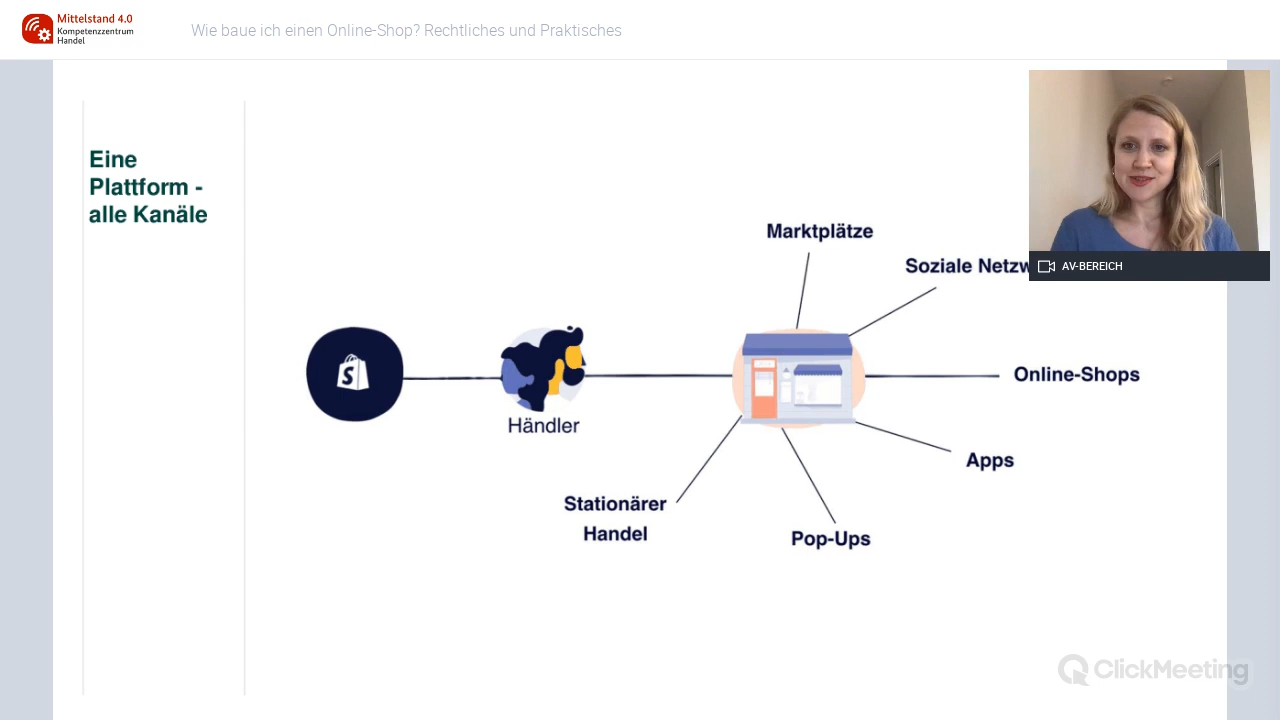 Mittelstand 4.0
Kompetenzzentrum
Handel
Wie baue ich einen Online-Shop? Rechtliches und Praktisches
Eine
Plattform -
alle Kanäle
Marktplätze
Soziale
AV-BEREICH
S
Händler
Online-Shops
Apps
Stationärer
Handel
Pop-Ups
ClickMeeting